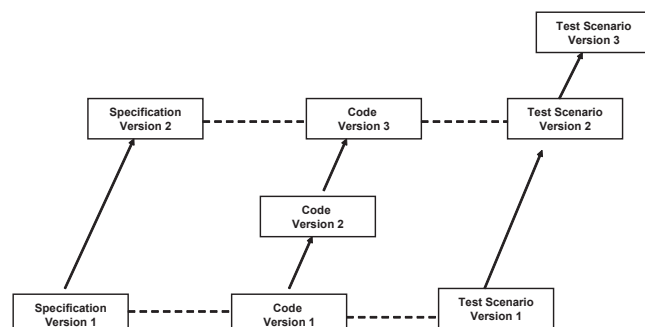 Test Scenario
Version 3
Specification
Version 2
Code
Version 3
Test Scenario
Version 2
Code
Version 2
Specification
Version 1
Code
Version 1
Test Scenario
Version 1